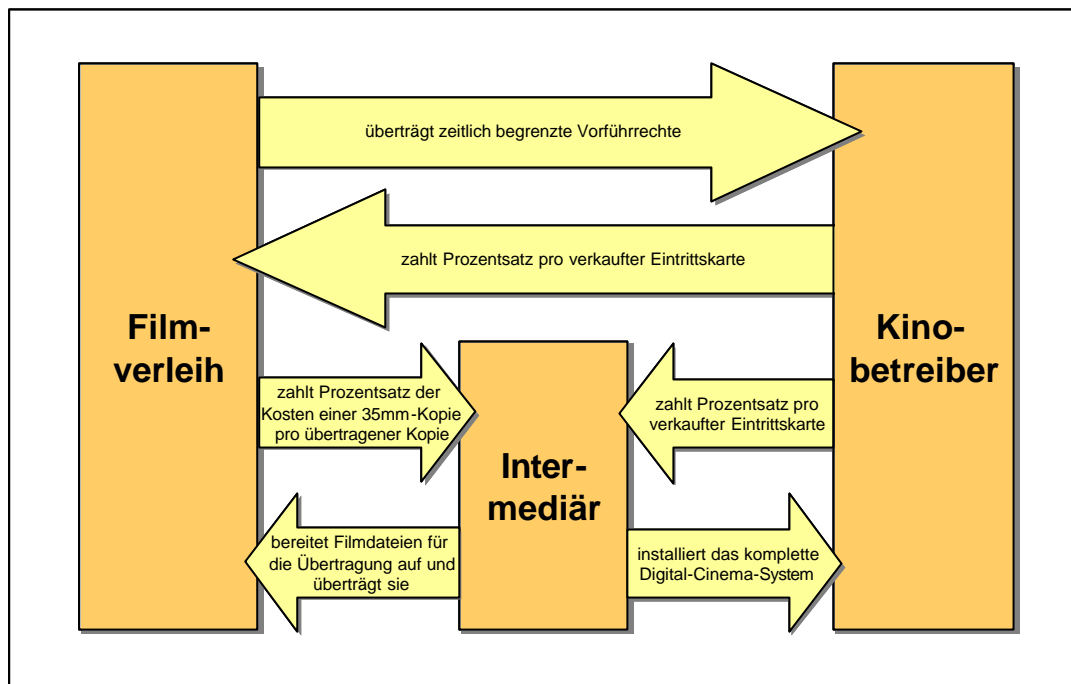 überträgt zeitlich begrenzte Vorführrechte
zahlt Prozentsatz pro verkaufter Eintrittskarte
Film-
verleih
Kino-
betreiber
zahlt Prozentsatz der
Kosten einer 35mm-Kopie
pro übertragener Kopie
zahlt Prozentsatz pro
verkaufter Eintrittskarte
Inter-
mediär
bereitet Filmdateien für
die Übertragung auf und
überträgt sie
installiert das komplette
Digital-Cinema-System